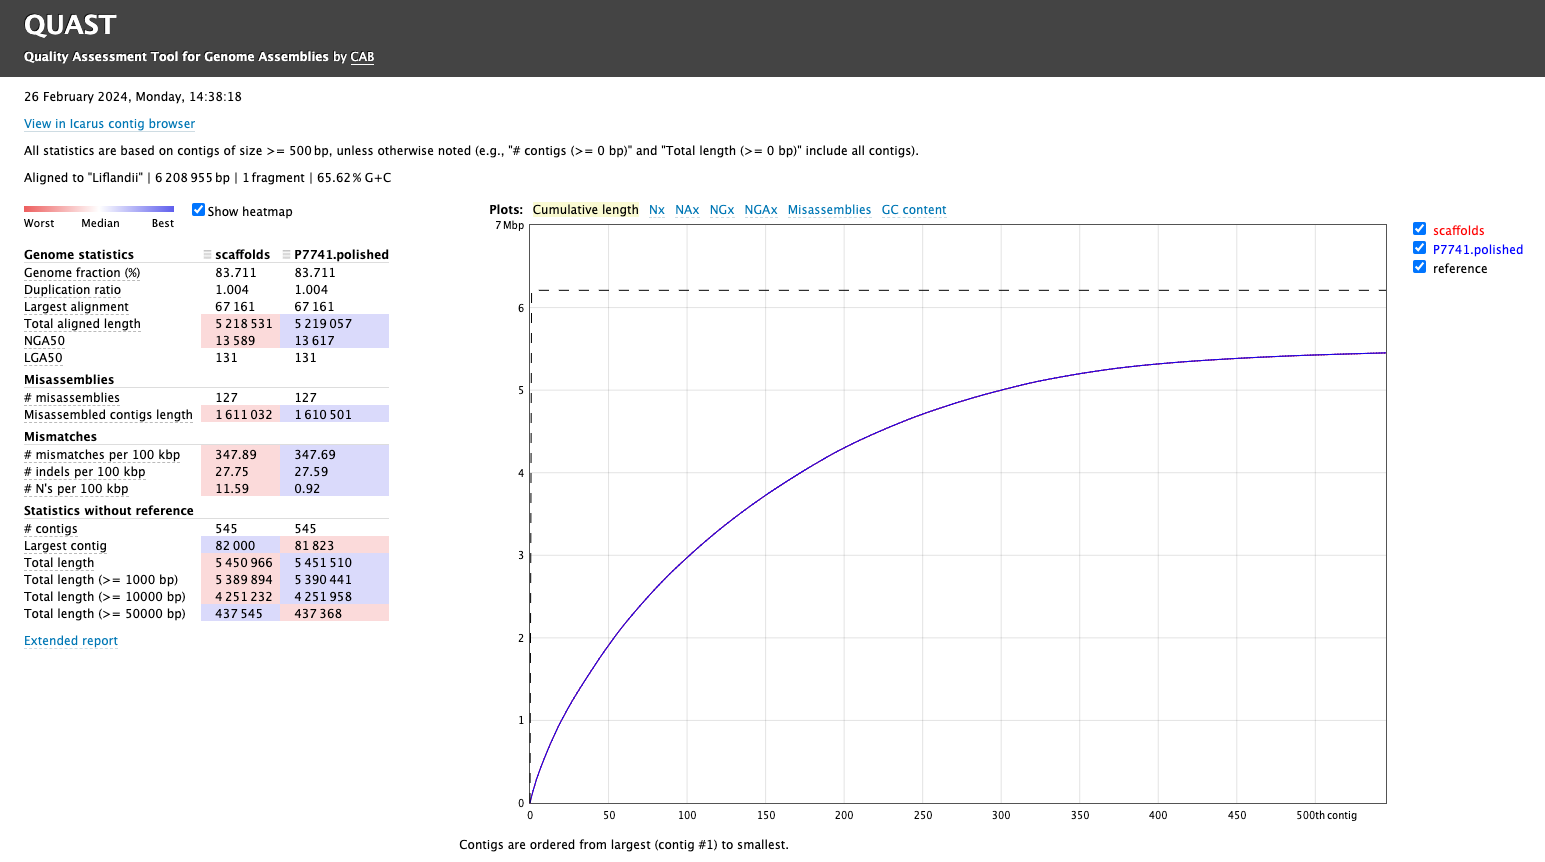 QUAST
Quality Assessment Tool for Genome Assemblies by CAB
26 February 2024, Monday, 14:38:18
View in Icarus contig browser
All statistics are based on contigs of size >= 500 bp, unless otherwise noted (e.g., "# contigs (>= 0 bp)" and "Total length (>= 0 bp)" include all contigs).
Aligned to "Liflandii" | 6 208 955 bp | 1 fragment | 65.62 % G+C
Worst Median Best
Show heatmap
Genome statistics scaffolds P7741.polished
Genome fraction (%) 83.711 83.711
Duplication ratio 1.004 1.004
Largest alignment 67 161 67 161
Total aligned length 5 218 531 5 219 057
NGA50 13 589 13 617
LGA50 131 131
Misassemblies
# misassemblies 127 127
Misassembled contigs length 1 611 032 1 610 501
Mismatches
# mismatches per 100 kbp 347.89 347.69
# indels per 100 kbp 27.75 27.59
# N's per 100 kbp 11.59 0.92
Statistics without reference
# contigs 545 545
Largest contig 82 000 81 823
Total length 5 450 966 5 451 510
Total length (>= 1000 bp) 5 389 894 5 390 441
Total length (>= 10000 bp) 4 251 232 4 251 958
Total length (>= 50000 bp) 437 545 437 368
Extended report
Plots: Cumulative length Nx NAx NGx NGAx Misassemblies GC content
7 Mbp
6
5
4
3
2
1
0
0 50 100 150 200 250 300 350 400 450 500th contig
Contigs are ordered from largest (contig #1) to smallest.
scaffolds
P7741.polished
reference